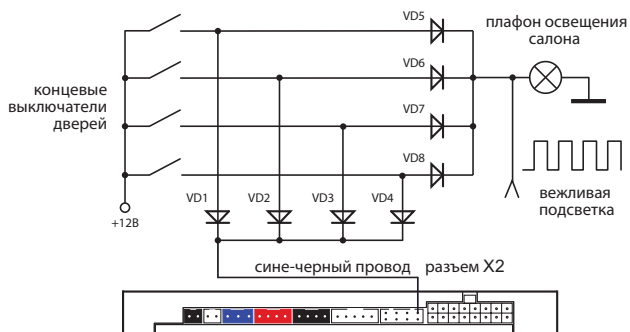 VD5
плафон освещения
салона
VD6
концевые
выключатели
дверей
VD7
VD8
вежливая
подсветка
VD1 VD2 VD3 VD4
+12В
сине-черный провод разъем X2